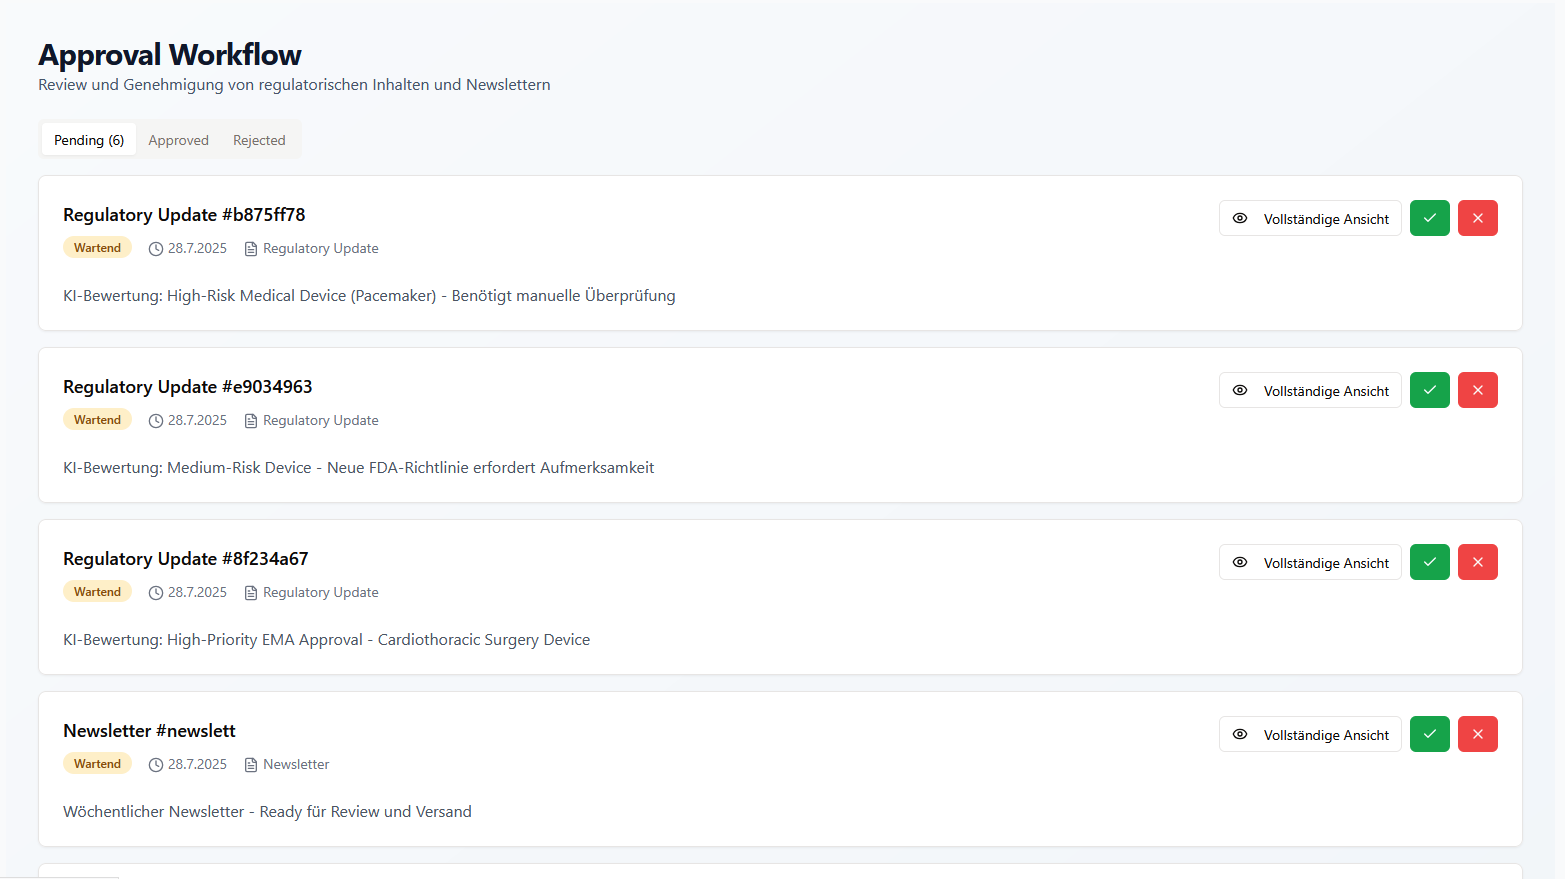 Approval Workflow
Review und Genehmigung von regulatorischen Inhalten und Newslettern
Pending (6) Approved Rejected
Regulatory Update #b875ff78
Vollständige Ansicht
Wartend 28.7.2025 Regulatory Update
KI-Bewertung: High-Risk Medical Device (Pacemaker) - Benötigt manuelle Überprüfung
Regulatory Update #e9034963
Vollständige Ansicht
Wartend 28.7.2025 Regulatory Update
KI-Bewertung: Medium-Risk Device - Neue FDA-Richtlinie erfordert Aufmerksamkeit
Regulatory Update #8f234a67
Vollständige Ansicht
Wartend 28.7.2025 Regulatory Update
KI-Bewertung: High-Priority EMA Approval - Cardiothoracic Surgery Device
Newsletter #newslett
Vollständige Ansicht
Wartend 28.7.2025 Newsletter
Wöchentlicher Newsletter - Ready für Review und Versand